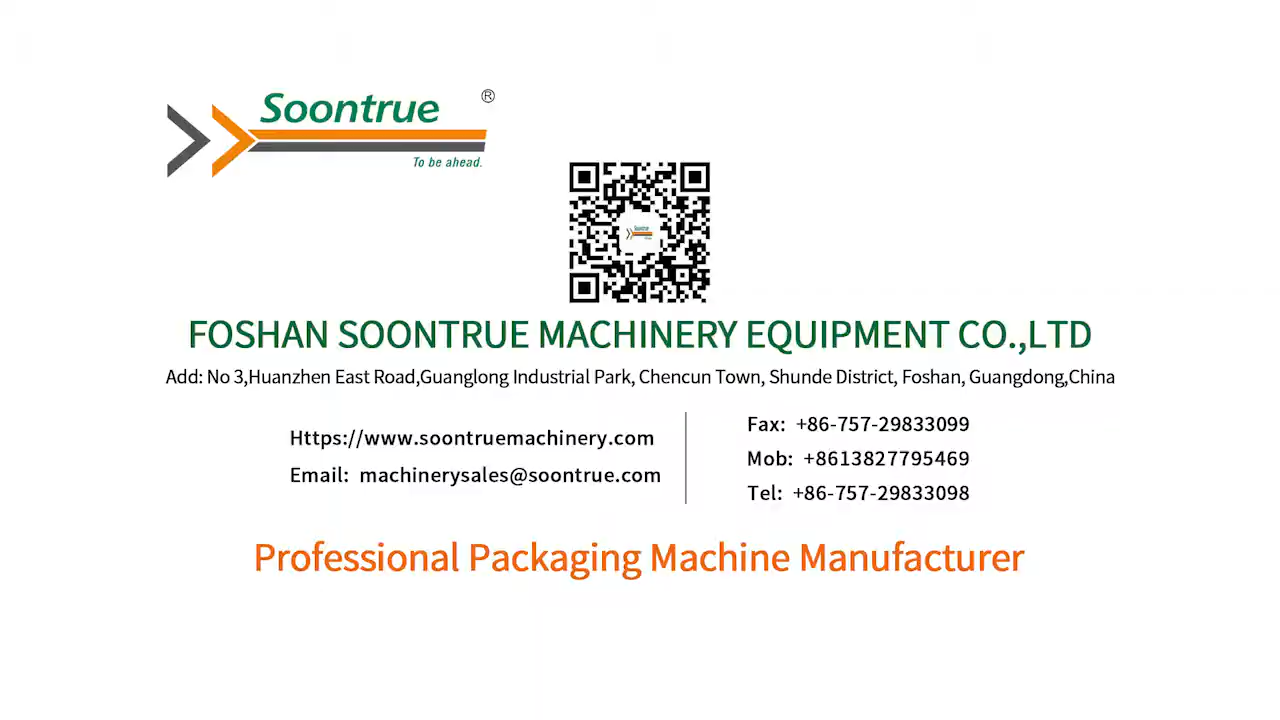 Soontrue ®
To be ahead.
FOSHAN SOONTRUE MACHINERY EQUIPMENT CO.,LTD
Add: No 3,Huanzhen East Road,Guanglong Industrial Park, Chencun Town, Shunde District, Foshan, Guangdong,China
Https://www.soontruemachinery.com
Email: machinerysales@soontrue.com
Fax: +86-757-29833099
Mob: +8613827795469
Tel: +86-757-29833098
Professional Packaging Machine Manufacturer